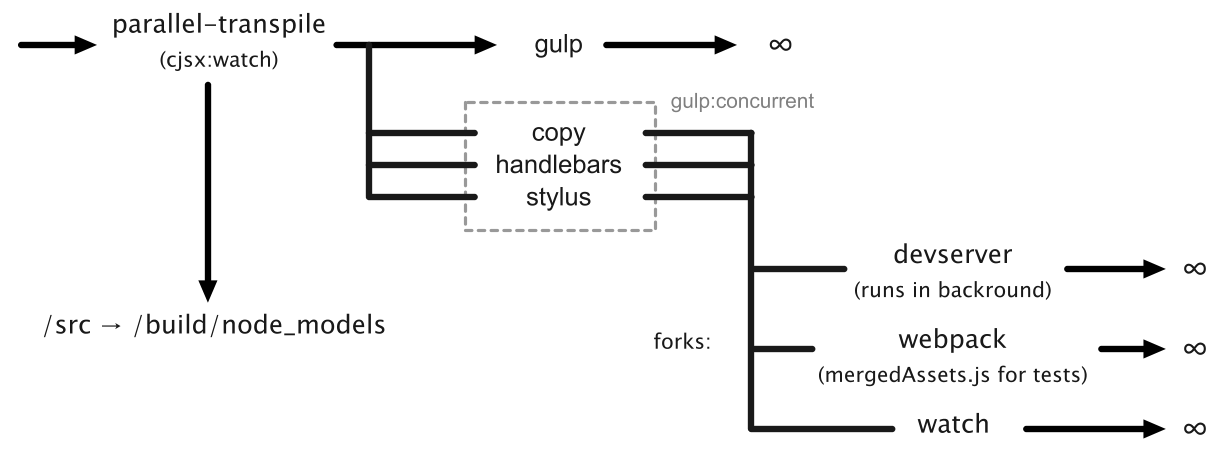 parallel-transpile
(cjsx:watch)
gulp
∞
gulp:concurrent
copy
handlebars
stylus
devserver
(runs in backround)
∞
/src → /build/node_models
forks:
webpack
(mergedAssets.js for tests)
∞
watch
∞